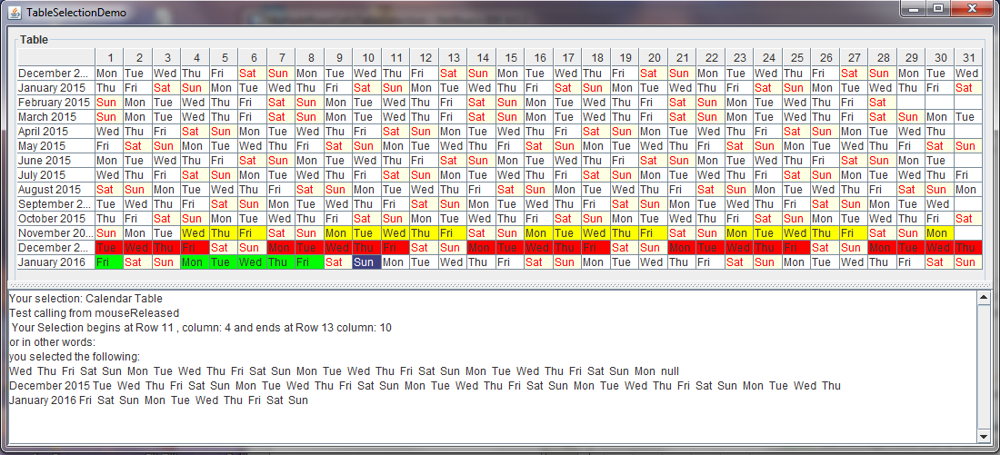 TableSelectionDemo
Table
1 2 3 4 5 6 7 8 9 10 11 12 13 14 15 16 17 18 19 20 21 22 23 24 25 26 27 28 29 30 31
December 2... Mon Tue Wed Thu Fri Sat Sun Mon Tue Wed Thu Fri Sat Sun Mon Tue Wed Thu Fri Sat Sun Mon Tue Wed Thu Fri Sat Sun Mon Tue Wed
January 2015 Thu Fri Sat Sun Mon Tue Wed Thu Fri Sat Sun Mon Tue Wed Thu Fri Sat Sun Mon Tue Wed Thu Fri Sat Sun Mon Tue Wed Thu Fri Sat
February 2015 Sun Mon Tue Wed Thu Fri Sat Sun Mon Tue Wed Thu Fri Sat Sun Mon Tue Wed Thu Fri Sat Sun Mon Tue Wed Thu Fri Sat
March 2015 Sun Mon Tue Wed Thu Fri Sat Sun Mon Tue Wed Thu Fri Sat Sun Mon Tue Wed Thu Fri Sat Sun Mon Tue Wed Thu Fri Sat Sun Mon Tue
April 2015 Wed Thu Fri Sat Sun Mon Tue Wed Thu Fri Sat Sun Mon Tue Wed Thu Fri Sat Sun Mon Tue Wed Thu Fri Sat Sun Mon Tue Wed Thu
May 2015 Fri Sat Sun Mon Tue Wed Thu Fri Sat Sun Mon Tue Wed Thu Fri Sat Sun Mon Tue Wed Thu Fri Sat Sun Mon Tue Wed Thu Fri Sat Sun
June 2015 Mon Tue Wed Thu Fri Sat Sun Mon Tue Wed Thu Fri Sat Sun Mon Tue Wed Thu Fri Sat Sun Mon Tue Wed Thu Fri Sat Sun Mon Tue
July 2015 Wed Thu Fri Sat Sun Mon Tue Wed Thu Fri Sat Sun Mon Tue Wed Thu Fri Sat Sun Mon Tue Wed Thu Fri Sat Sun Mon Tue Wed Thu Fri
August 2015 Sat Sun Mon Tue Wed Thu Fri Sat Sun Mon Tue Wed Thu Fri Sat Sun Mon Tue Wed Thu Fri Sat Sun Mon Tue Wed Thu Fri Sat Sun Mon
September 2... Tue Wed Thu Fri Sat Sun Mon Tue Wed Thu Fri Sat Sun Mon Tue Wed Thu Fri Sat Sun Mon Tue Wed Thu Fri Sat Sun Mon Tue Wed
October 2015 Thu Fri Sat Sun Mon Tue Wed Thu Fri Sat Sun Mon Tue Wed Thu Fri Sat Sun Mon Tue Wed Thu Fri Sat Sun Mon Tue Wed Thu Fri Sat
November 20... Sun Mon Tue Wed Thu Fri Sat Sun Mon Tue Wed Thu Fri Sat Sun Mon Tue Wed Thu Fri Sat Sun Mon Tue Wed Thu Fri Sat Sun Mon
December 2... Tue Wed Thu Fri Sat Sun Mon Tue Wed Thu Fri Sat Sun Mon Tue Wed Thu Fri Sat Sun Mon Tue Wed Thu Fri Sat Sun Mon Tue Wed Thu
January 2016 Fri Sat Sun Mon Tue Wed Thu Fri Sat Sun Mon Tue Wed Thu Fri Sat Sun Mon Tue Wed Thu Fri Sat Sun Mon Tue Wed Thu Fri Sat Sun
Your selection: Calendar Table
Test calling from mouseReleased
Your Selection begins at Row 11 , column: 4 and ends at Row 13 column: 10
or in other words:
you selected the following:
Wed Thu Fri Sat Sun Mon Tue Wed Thu Fri Sat Sun Mon Tue Wed Thu Fri Sat Sun Mon Tue Wed Thu Fri Sat Sun Mon null
December 2015 Tue Wed Thu Fri Sat Sun Mon Tue Wed Thu Fri Sat Sun Mon Tue Wed Thu Fri Sat Sun Mon Tue Wed Thu Fri Sat Sun Mon Tue Wed Thu
January 2016 Fri Sat Sun Mon Tue Wed Thu Fri Sat Sun